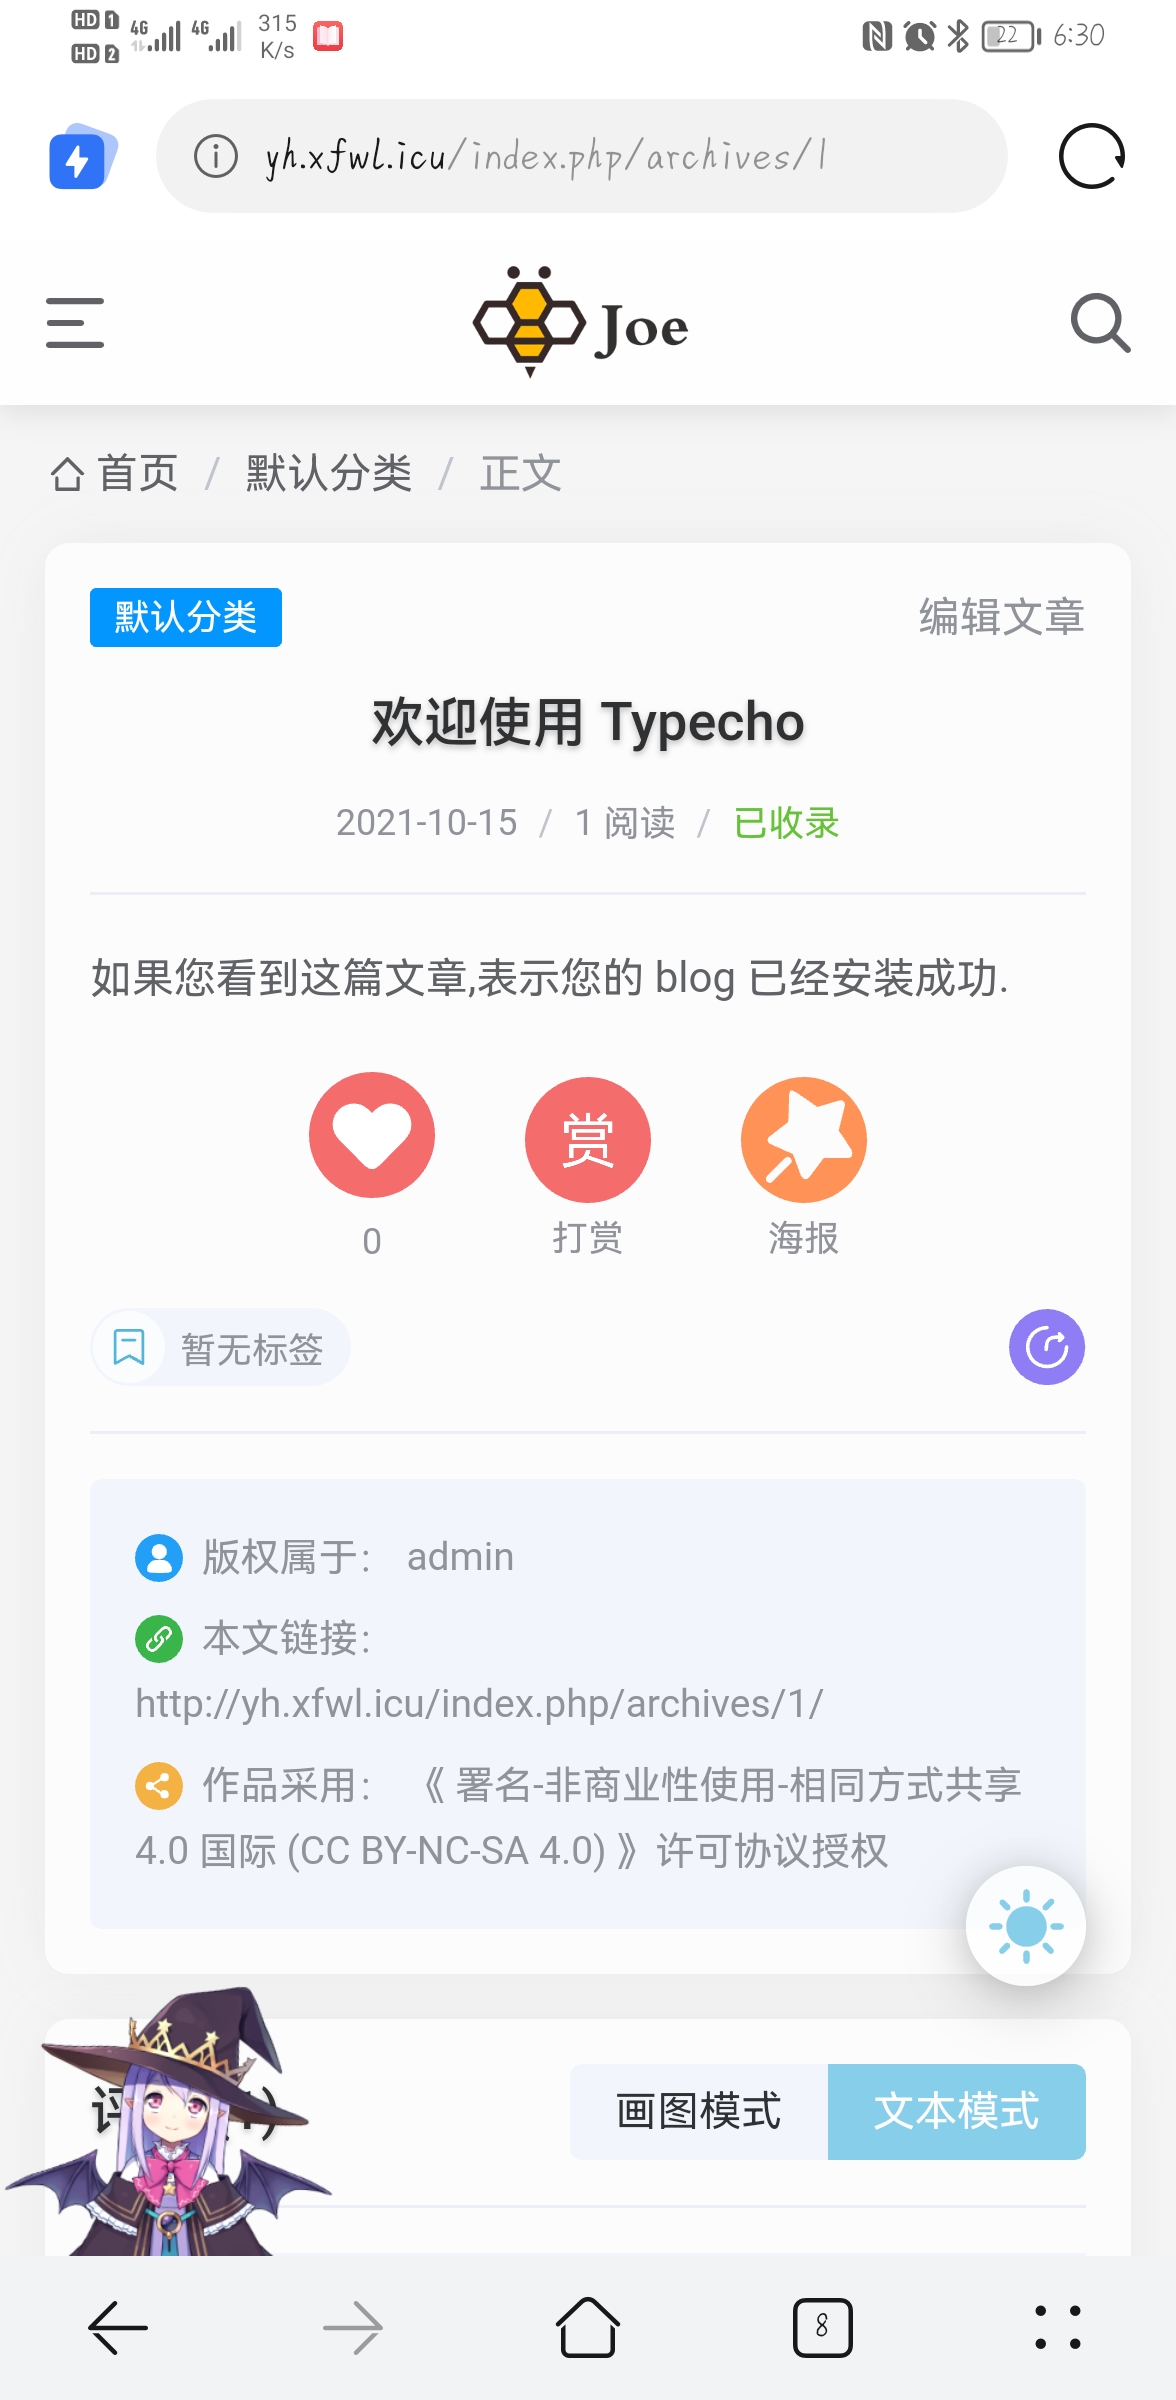 HD 1 4G 4G 315 K/s 22 6:30
HD 2
yh.xfwl.icu/index.php/archives/1
Joe
首页 / 默认分类 / 正文
默认分类 编辑文章
欢迎使用 Typecho
2021-10-15 / 1 阅读 / 已收录
如果您看到这篇文章,表示您的 blog 已经安装成功.
赏
0 打赏 海报
暂无标签
版权属于： admin
本文链接：
http://yh.xfwl.icu/index.php/archives/1/
作品采用： 《 署名-非商业性使用-相同方式共享
4.0 国际 (CC BY-NC-SA 4.0) 》许可协议授权
画图模式 文本模式
8